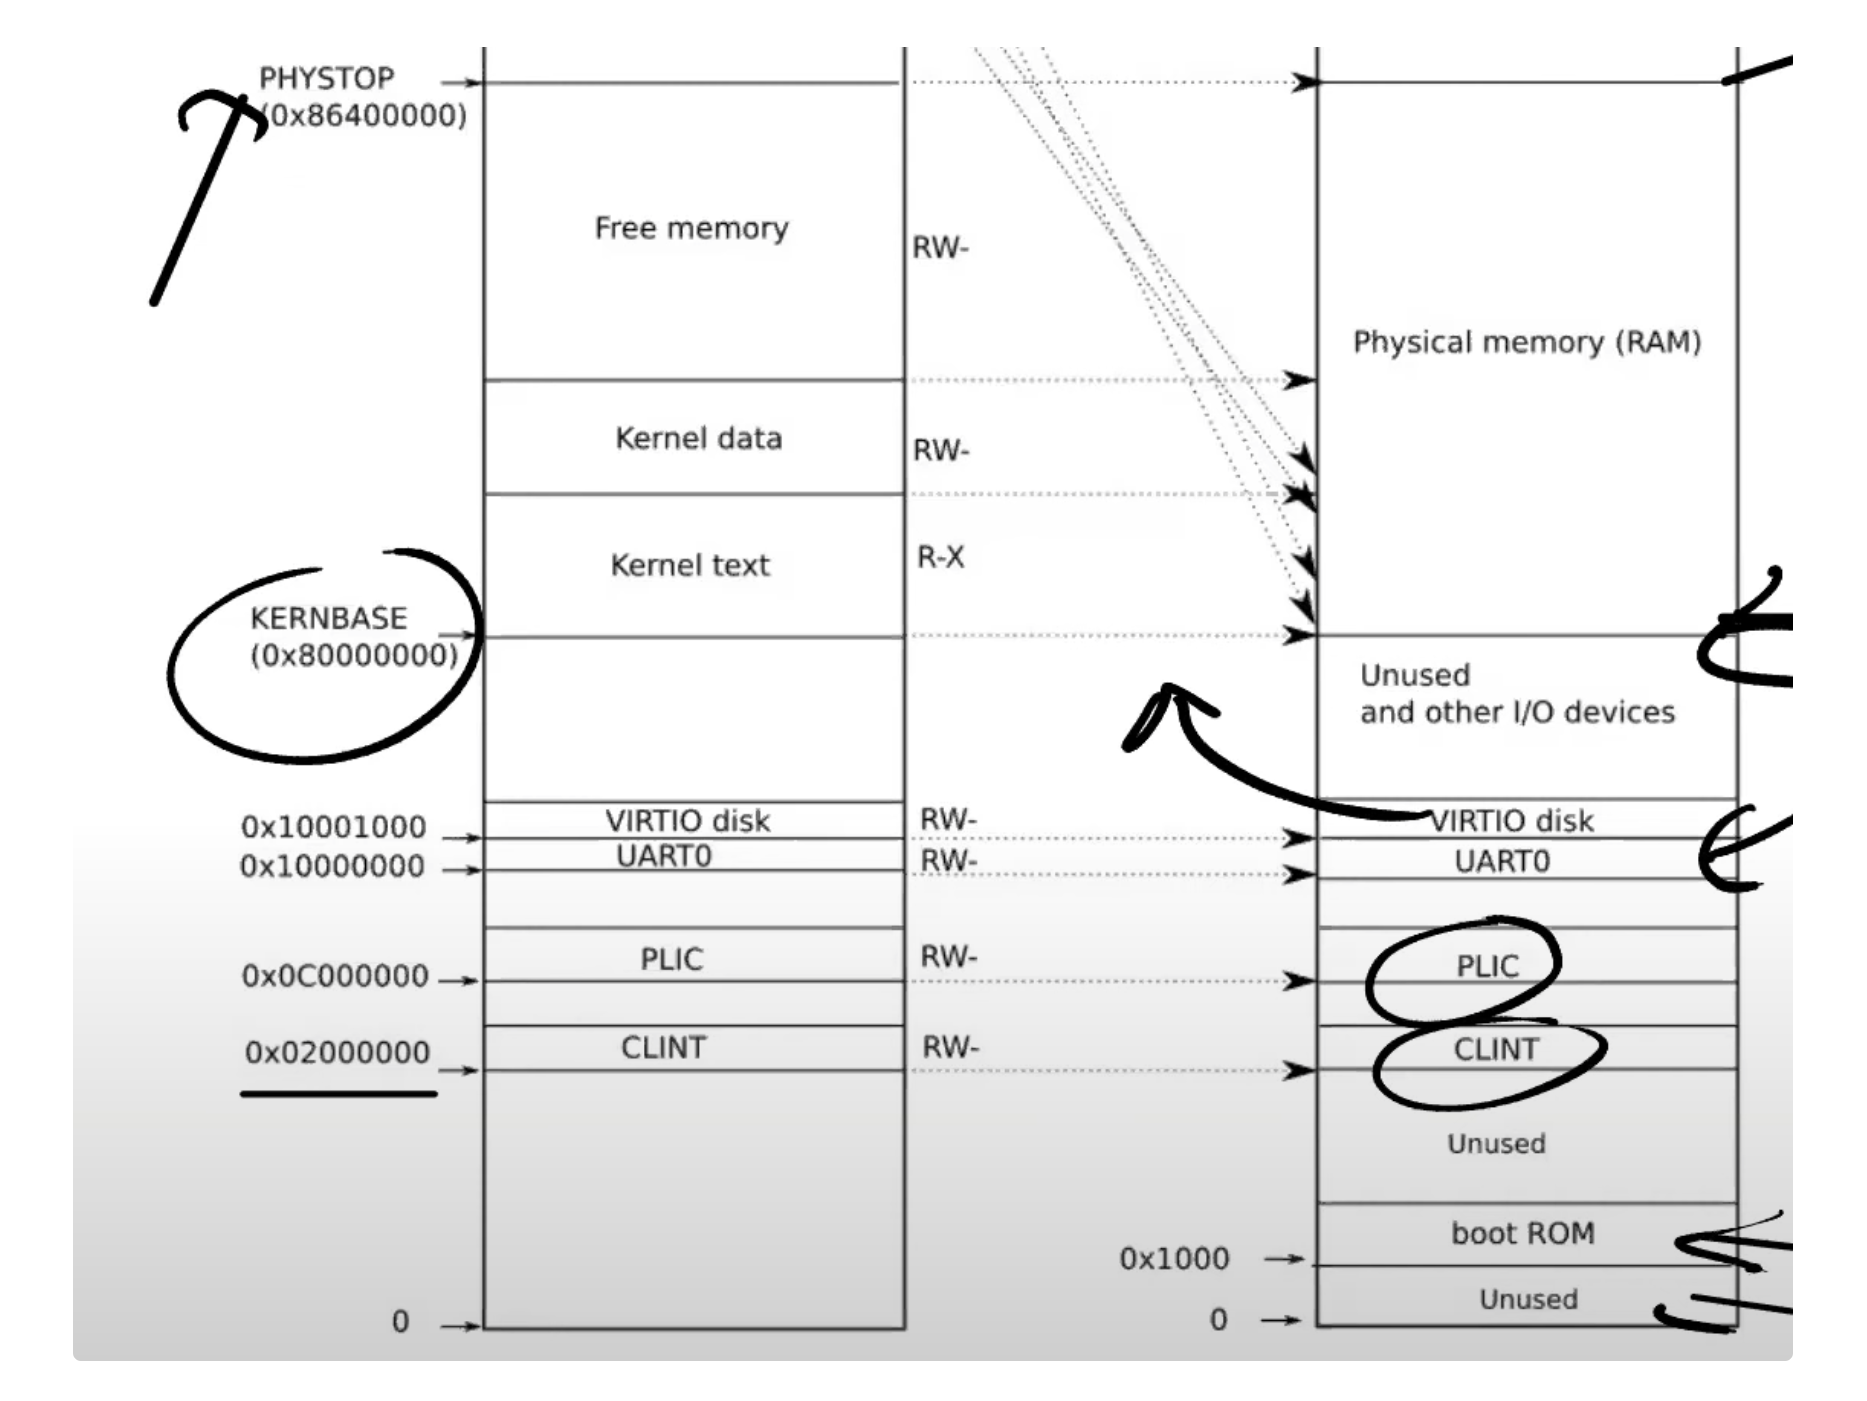 PHYSTOP
(0x86400000)
Free memory
RW-
Physical memory (RAM)
Kernel data
RW-
Kernel text
R-X
KERNBASE
(0x80000000)
Unused
and other I/O devices
0x10001000
VIRTIO disk
RW-
VIRTIO disk
0x10000000
UART0
RW-
UART0
0x0C000000
PLIC
RW-
PLIC
0x02000000
CLINT
RW-
CLINT
Unused
boot ROM
0x1000
Unused
0
0